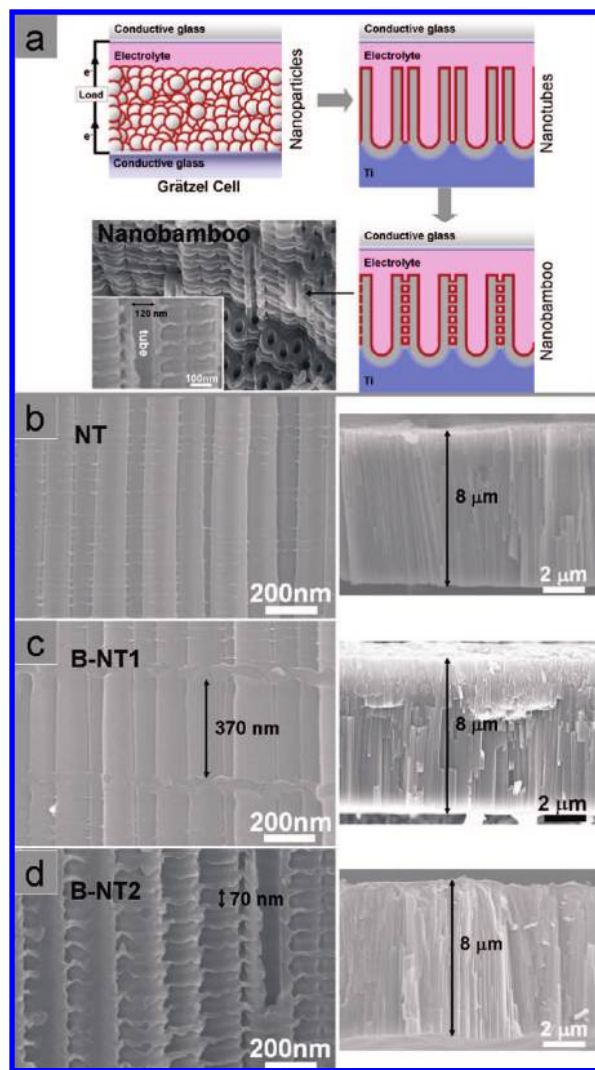 a
Conductive glass
Electrolyte
e⁻
Load
e⁻
Conductive glass
Grätzel Cell
Nanoparticles
Conductive glass
Electrolyte
Ti
Nanotubes
Nanobamboo
120 nm
tube
100nm
Conductive glass
Electrolyte
Ti
Nanobamboo
b
NT
200nm
8 μm
2 μm
c
B-NT1
370 nm
200nm
8 μm
2 μm
d
B-NT2
70 nm
200nm
8 μm
2 μm